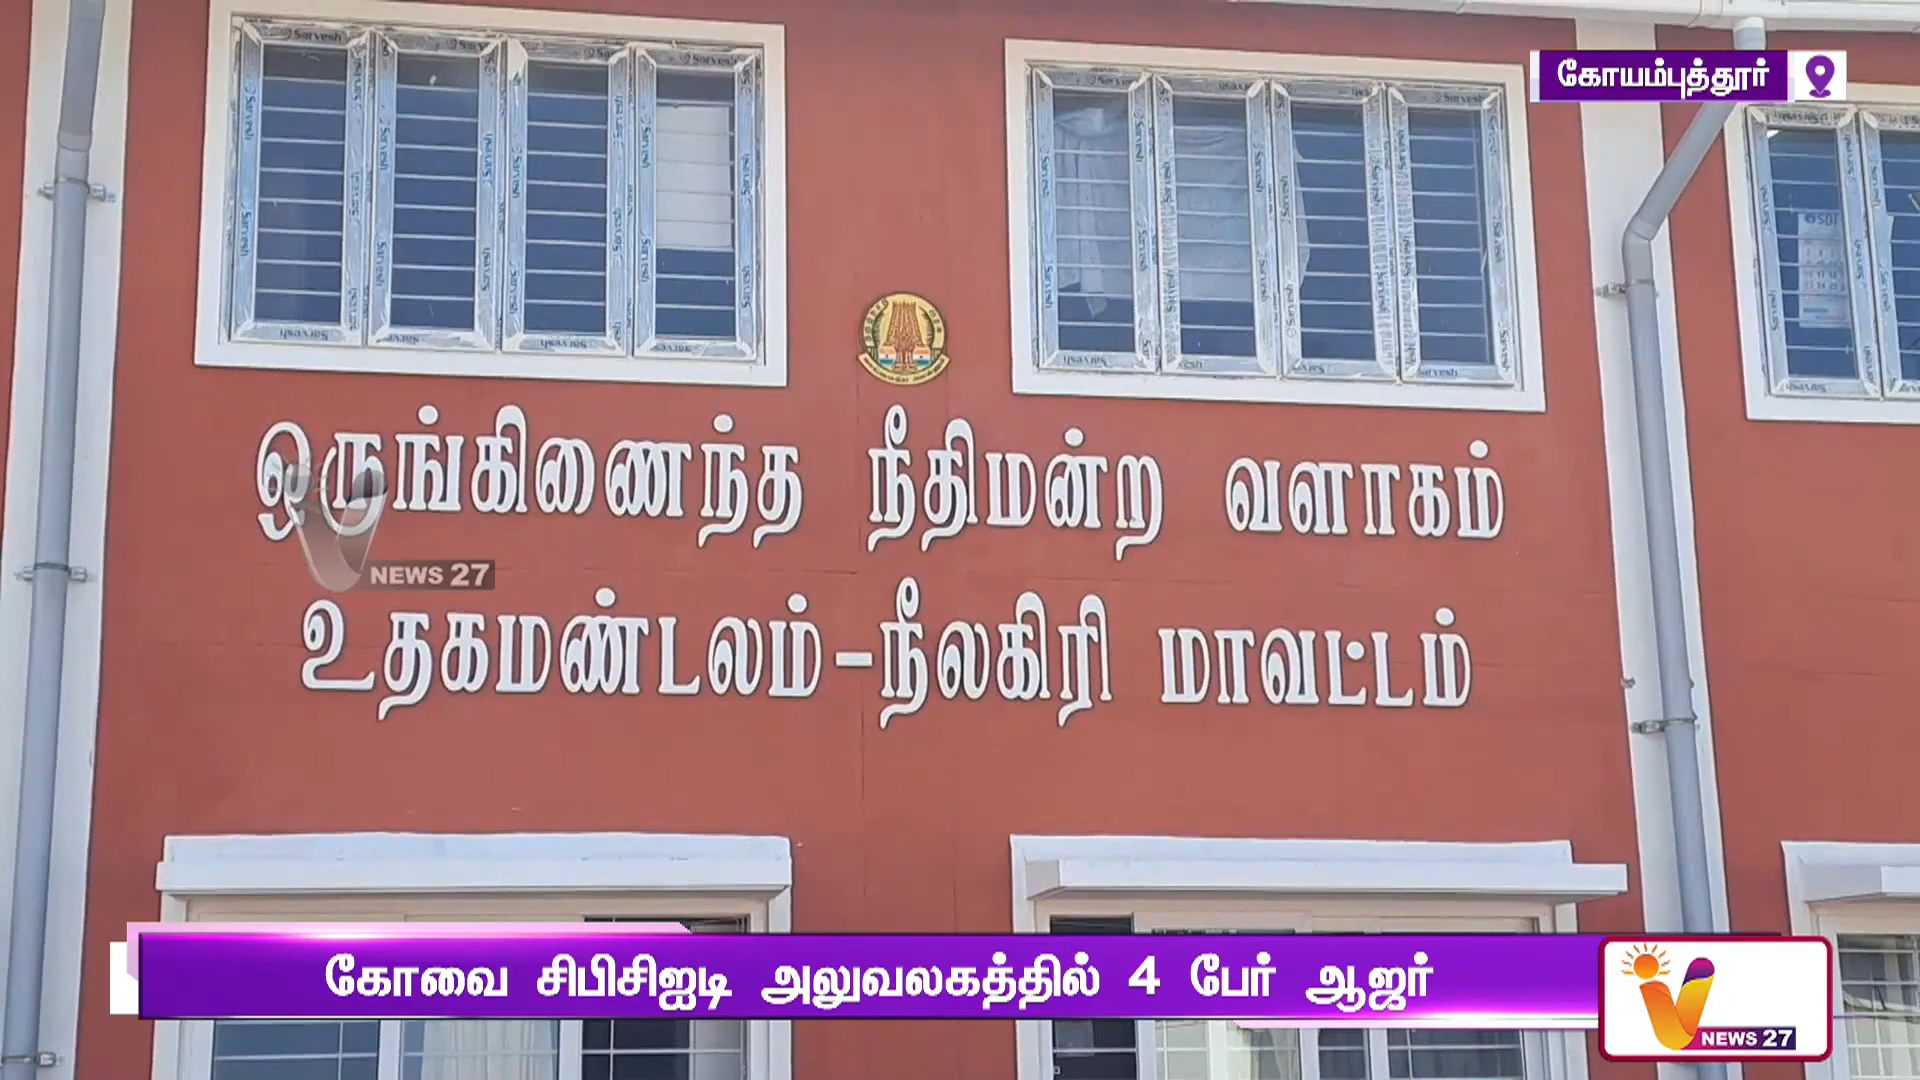 கோயம்புத்தூர்
ஒருங்கிணைந்த நீதிமன்ற வளாகம்
NEWS 27
உதகமண்டலம்-நீலகிரி மாவட்டம்
கோவை சிபிசிஐடி அலுவலகத்தில் 4 பேர் ஆஜர்
NEWS 27